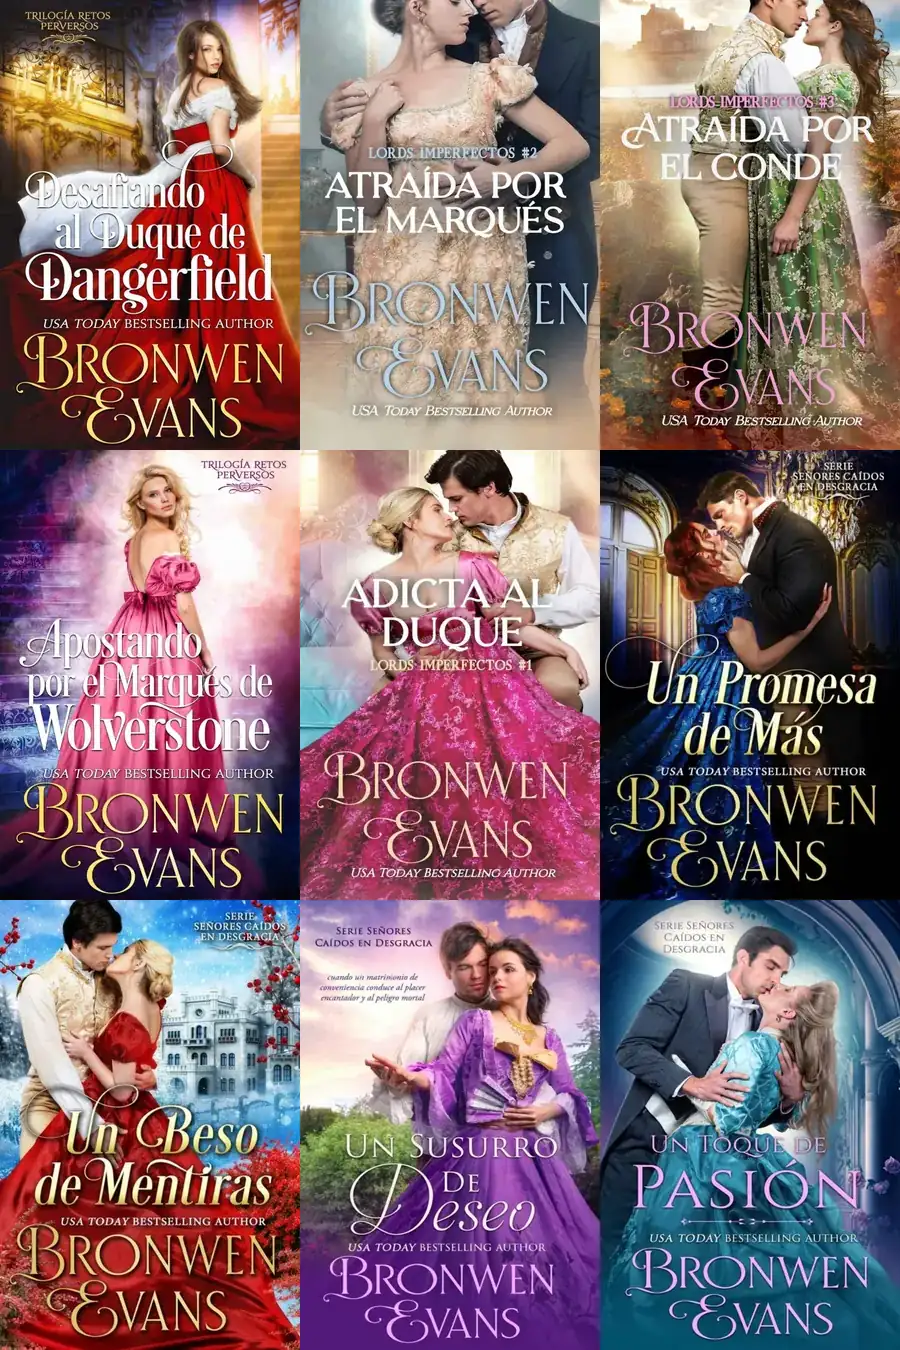 TRILOGÍA RETOS
PERVERSOS
Desafiando
al Duque de
Dangerfield
USA TODAY BESTSELLING AUTHOR
BRONWEN
EVANS
LORDS IMPERFECTOS #2
ATRAÍDA POR
EL MARQUÉS
BRONWEN
EVANS
USA TODAY BESTSELLING AUTHOR
LORDS IMPERFECTOS #3
ATRAÍDA POR
EL CONDE
BRONWEN
EVANS
USA TODAY BESTSELLING AUTHOR
TRILOGÍA RETOS
PERVERSOS
Apostando
por el Marqués de
Wolverstone
USA TODAY BESTSELLING AUTHOR
BRONWEN
EVANS
ADICTA AL
DUQUE
LORDS IMPERFECTOS #1
BRONWEN
EVANS
USA TODAY BESTSELLING AUTHOR
SERIE
SEÑORES CAÍDOS
EN DESGRACIA
Un Promesa
de Más
USA TODAY BESTSELLING AUTHOR
BRONWEN
EVANS
SERIE
SEÑORES CAÍDOS
EN DESGRACIA
Un Beso
de Mentiras
USA TODAY BESTSELLING AUTHOR
BRONWEN
EVANS
SERIE SEÑORES
CAÍDOS EN DESGRACIA
cuando un matrimonio de
conveniencia conduce al placer
encantador y al peligro mortal
UN SUSURRO
DE
Deseo
USA TODAY BESTSELLING AUTHOR
BRONWEN
EVANS
SERIE SEÑORES
CAÍDOS EN
DESGRACIA
UN TOQUE DE
PASIÓN
USA TODAY BESTSELLING AUTHOR
BRONWEN
EVANS